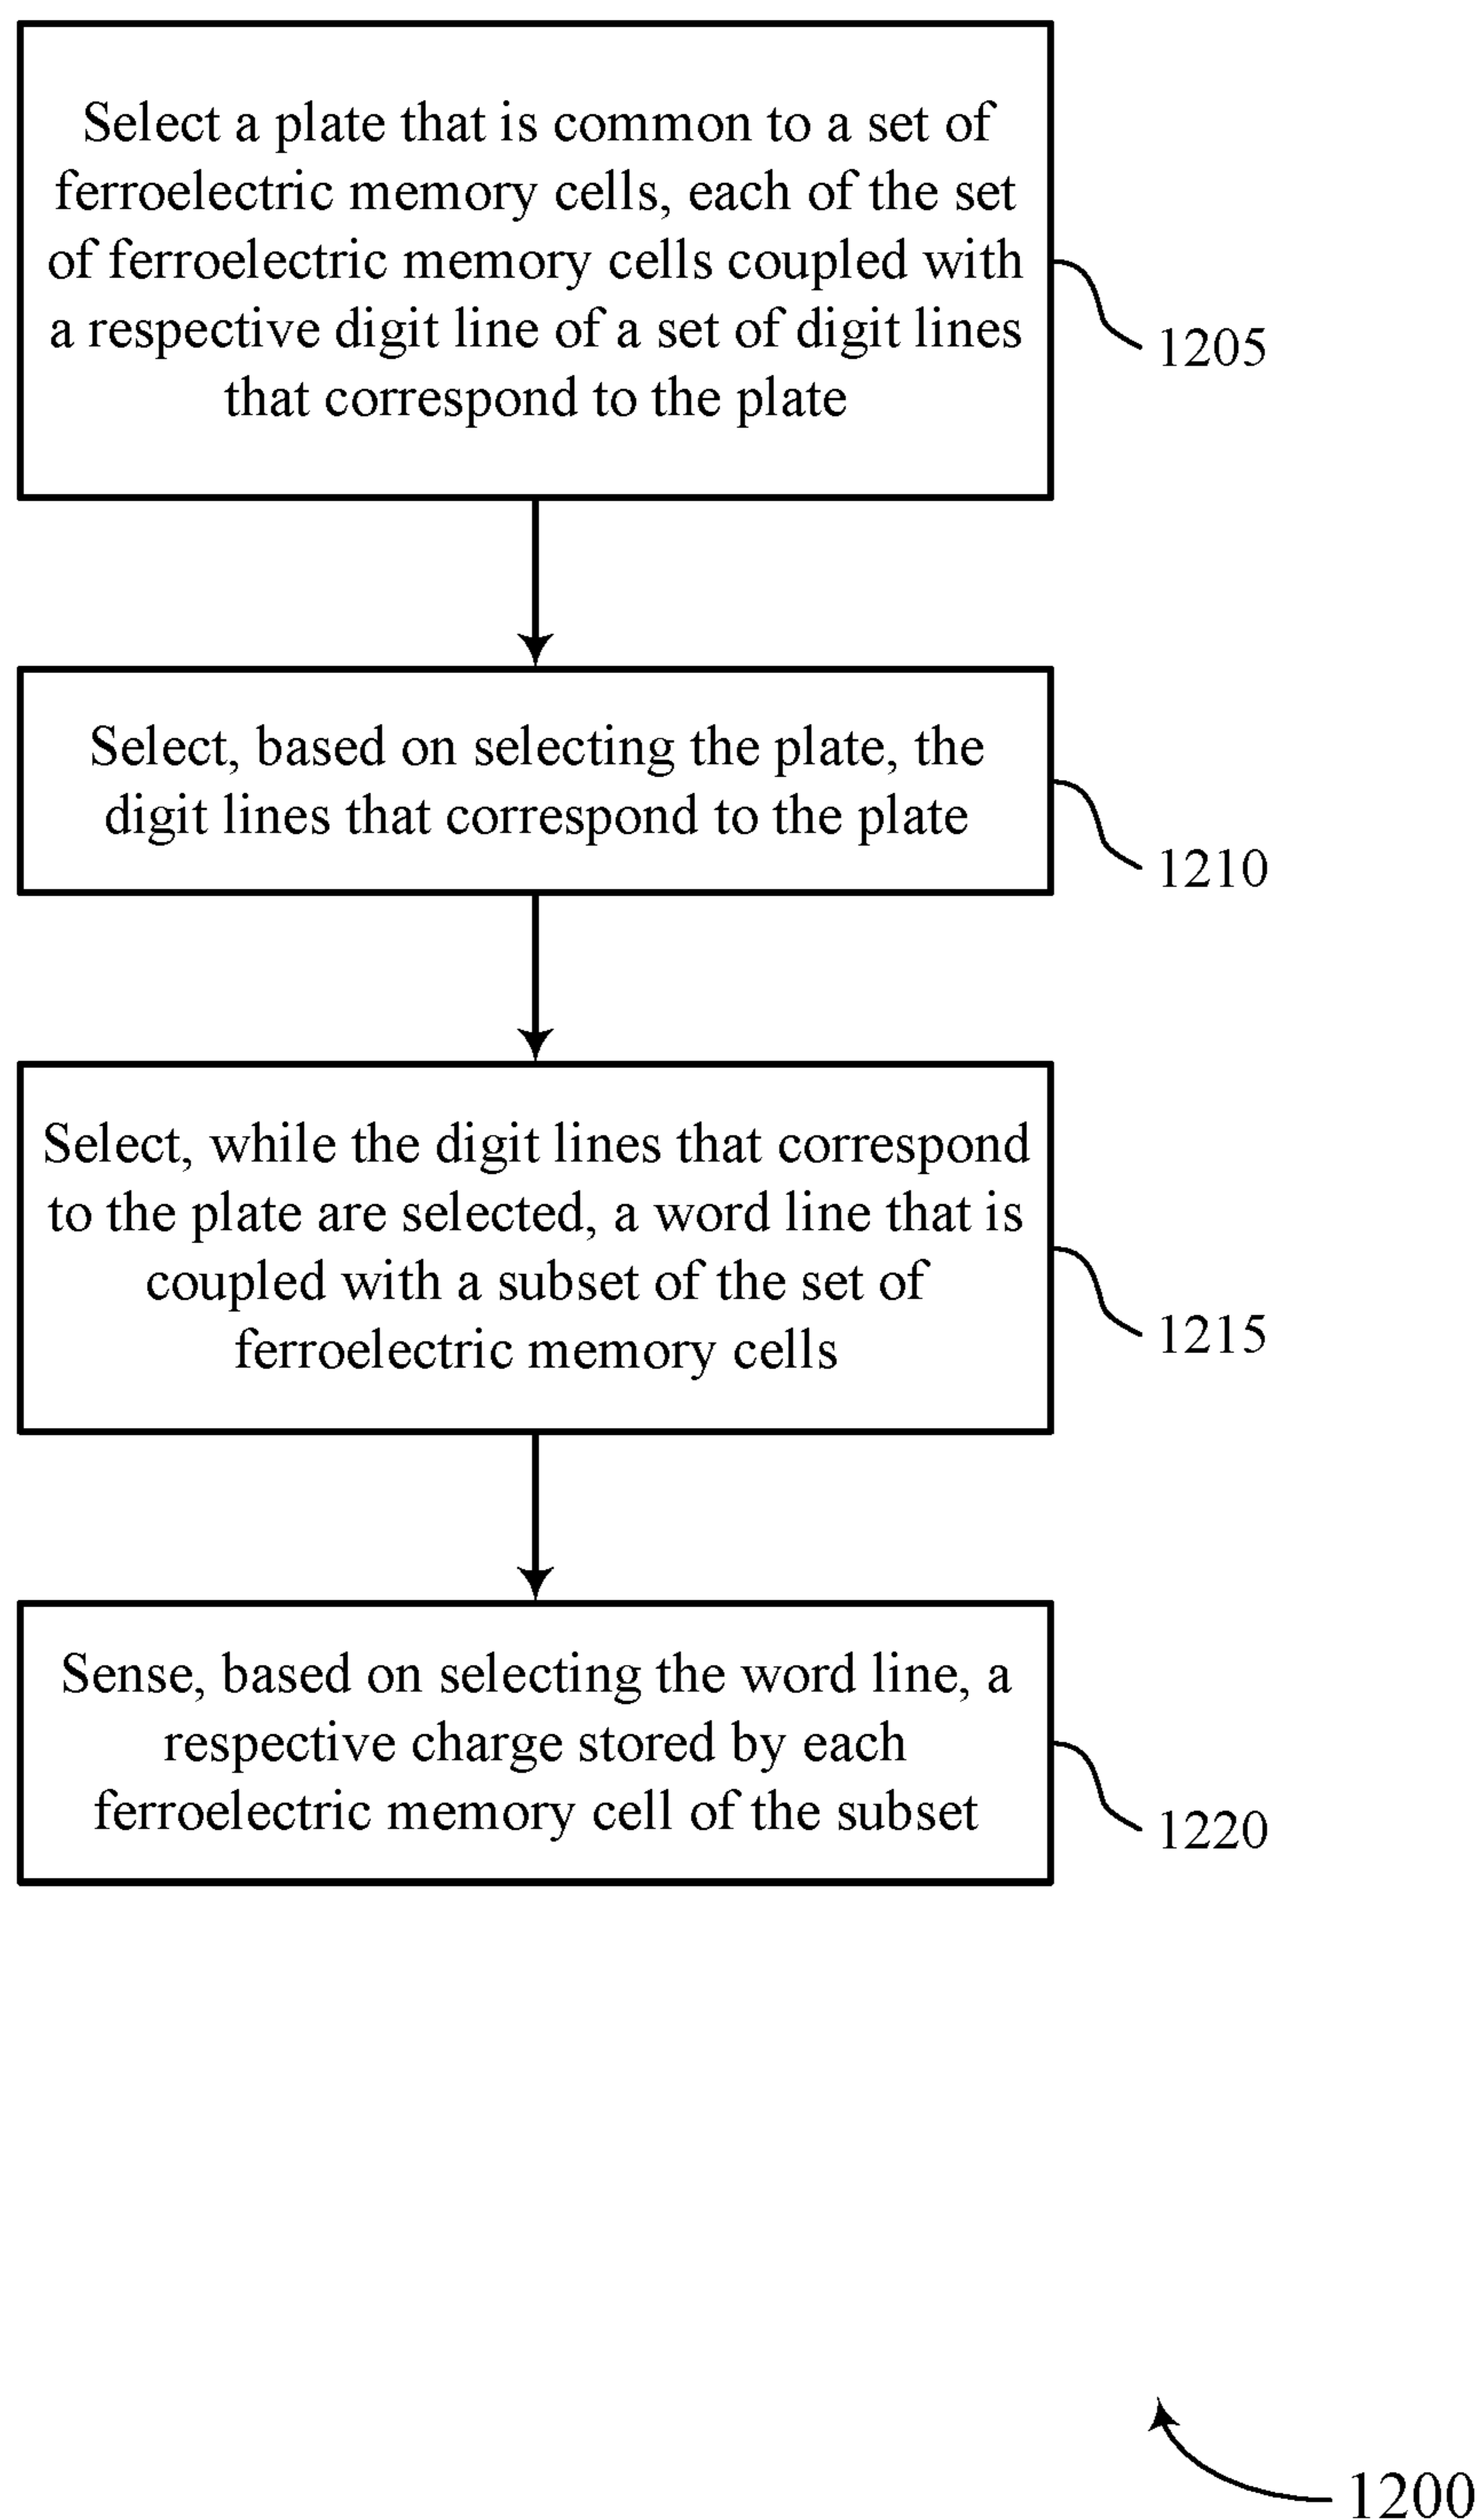 Select a plate that is common to a set of
ferroelectric memory cells, each of the set
of ferroelectric memory cells coupled with
a respective digit line of a set of digit lines
that correspond to the plate
1205
Select, based on selecting the plate, the
digit lines that correspond to the plate
1210
Select, while the digit lines that correspond
to the plate are selected, a word line that is
coupled with a subset of the set of
ferroelectric memory cells
1215
Sense, based on selecting the word line, a
respective charge stored by each
ferroelectric memory cell of the subset
1220
1200